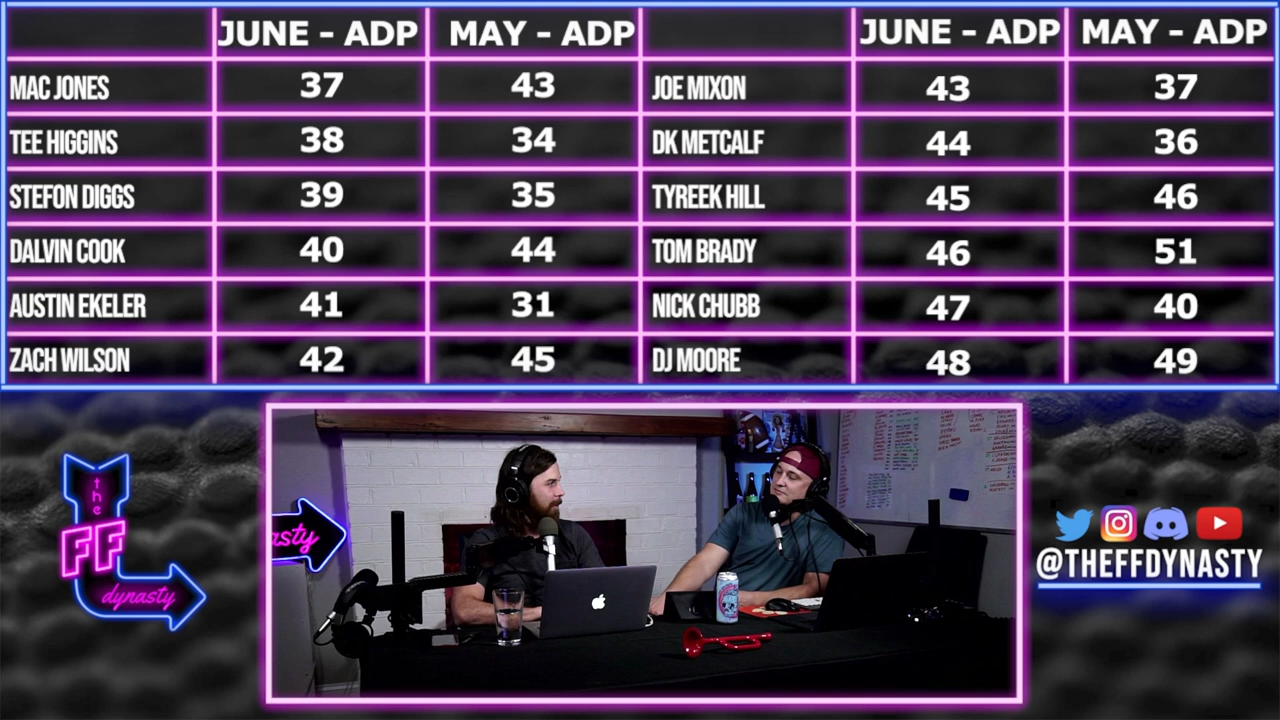 JUNE - ADP MAY - ADP JUNE - ADP MAY - ADP
MAC JONES 37 43 JOE MIXON 43 37
TEE HIGGINS 38 34 DK METCALF 44 36
STEFON DIGGS 39 35 TYREEK HILL 45 46
DALVIN COOK 40 44 TOM BRADY 46 51
AUSTIN EKELER 41 31 NICK CHUBB 47 40
ZACH WILSON 42 45 DJ MOORE 48 49
the
FF
dynasty
asty
@THEFFDYNASTY